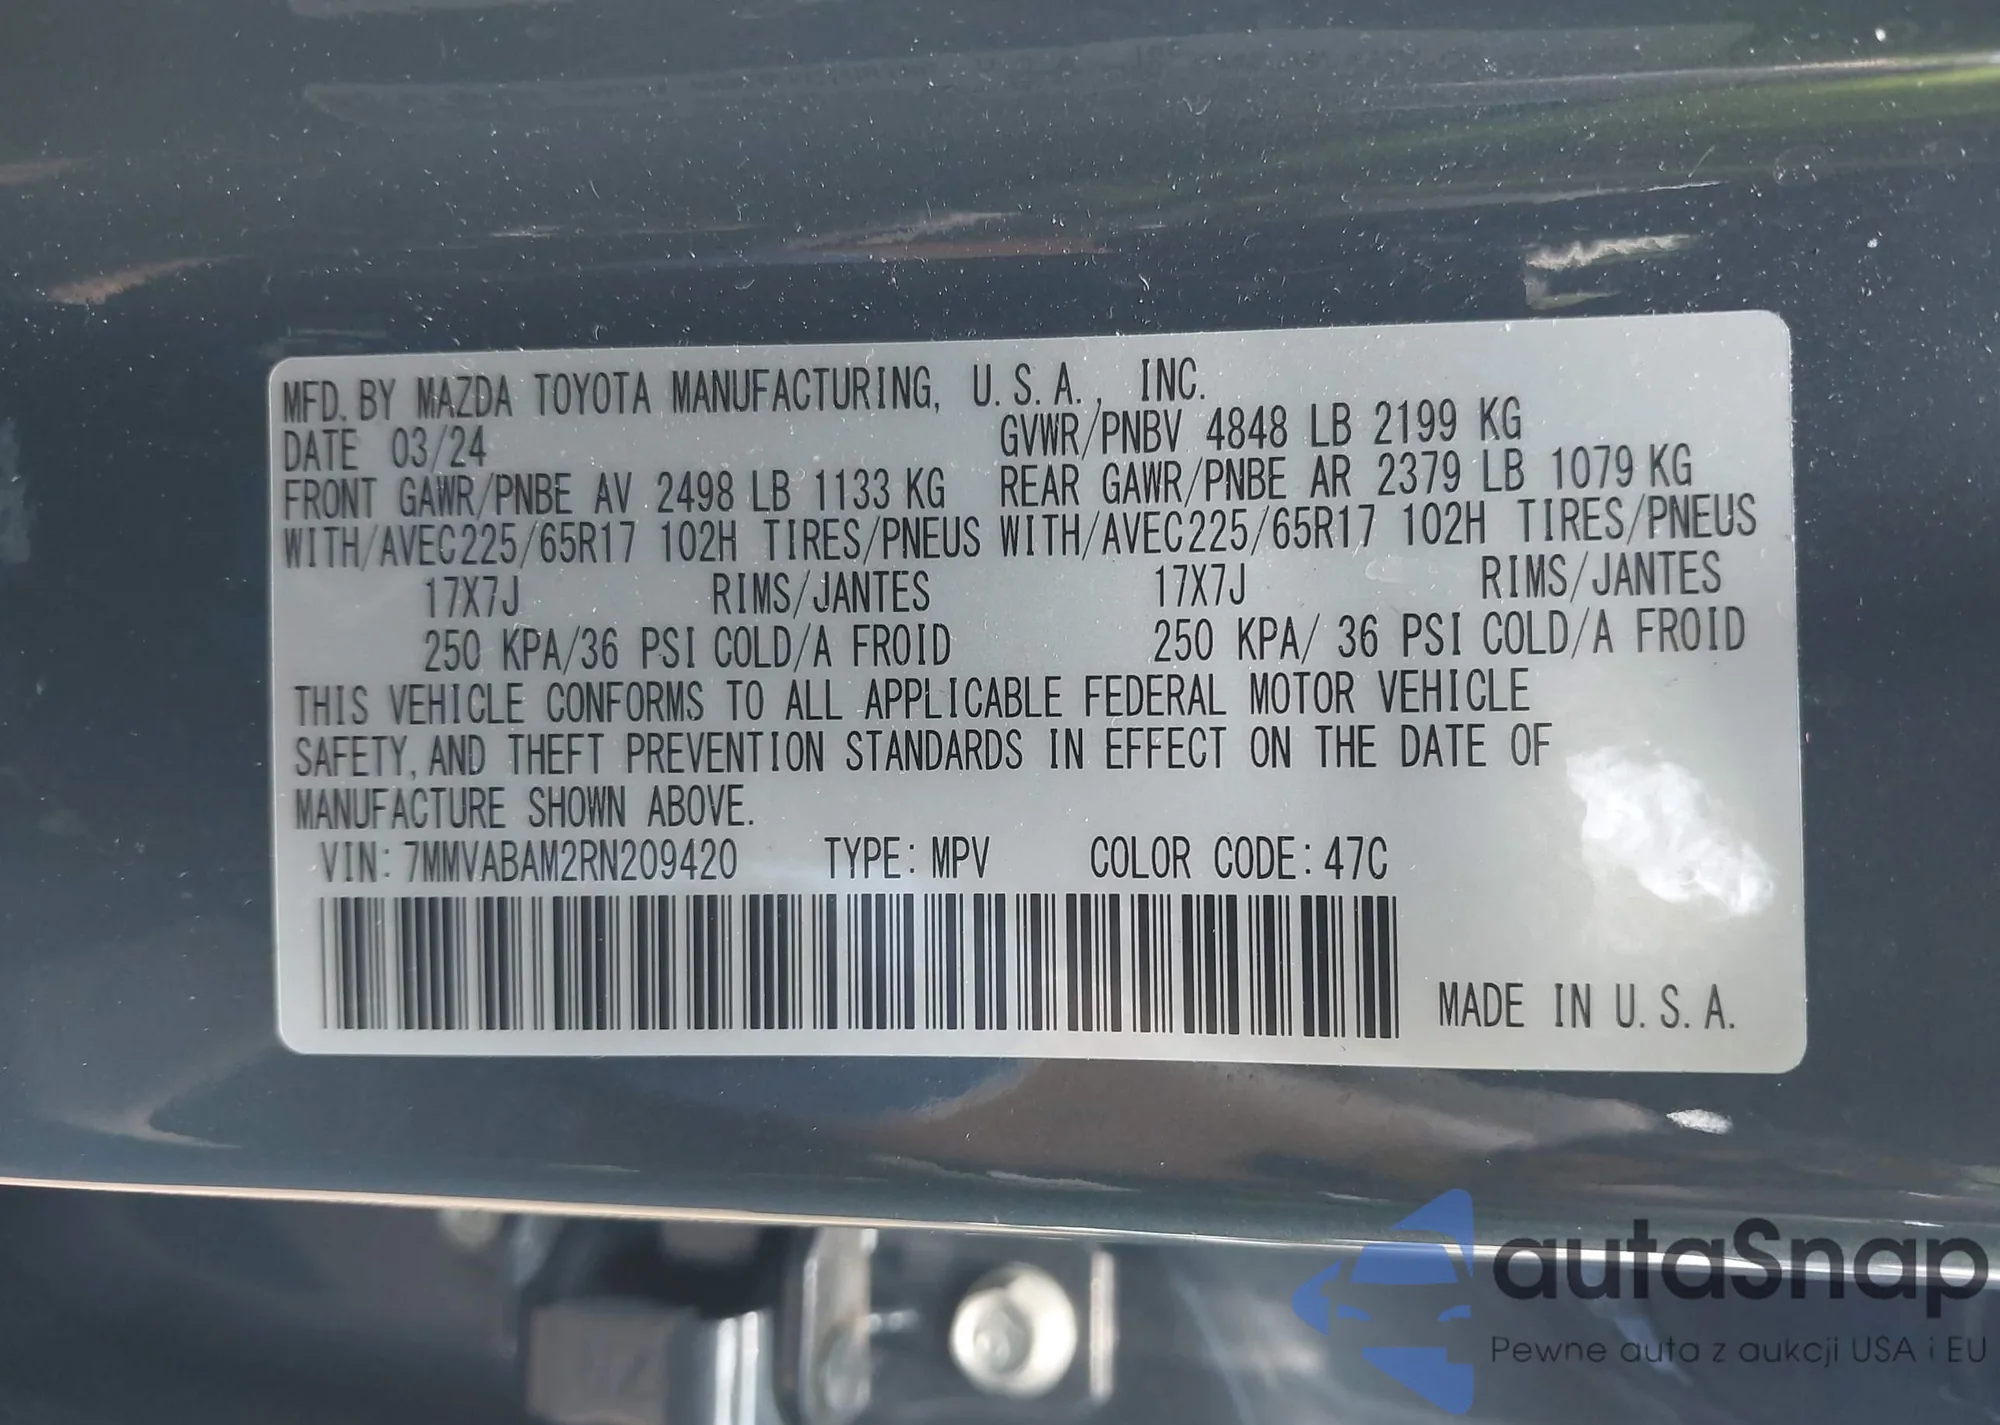 MFD. BY MAZDA TOYOTA MANUFACTURING, U.S.A., INC.
DATE 03/24 GVWR/PNBV 4848 LB 2199 KG
FRONT GAWR/PNBE AV 2498 LB 1133 KG REAR GAWR/PNBE AR 2379 LB 1079 KG
WITH/AVEC225/65R17 102H TIRES/PNEUS WITH/AVEC225/65R17 102H TIRES/PNEUS
17X7J RIMS/JANTES 17X7J RIMS/JANTES
250 KPA/36 PSI COLD/A FROID 250 KPA/ 36 PSI COLD/A FROID
THIS VEHICLE CONFORMS TO ALL APPLICABLE FEDERAL MOTOR VEHICLE
SAFETY, AND THEFT PREVENTION STANDARDS IN EFFECT ON THE DATE OF
MANUFACTURE SHOWN ABOVE.
VIN: 7MMVABAM2RN209420 TYPE: MPV COLOR CODE: 47C
MADE IN U.S.A.
autaSnap
Pewne auta z aukcji USA i EU